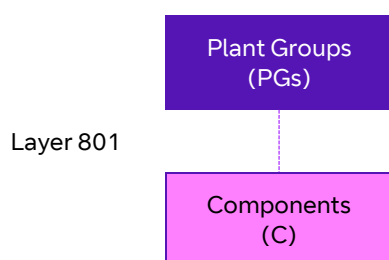 Plant Groups
(PGs)
Layer 801
Components
(C)